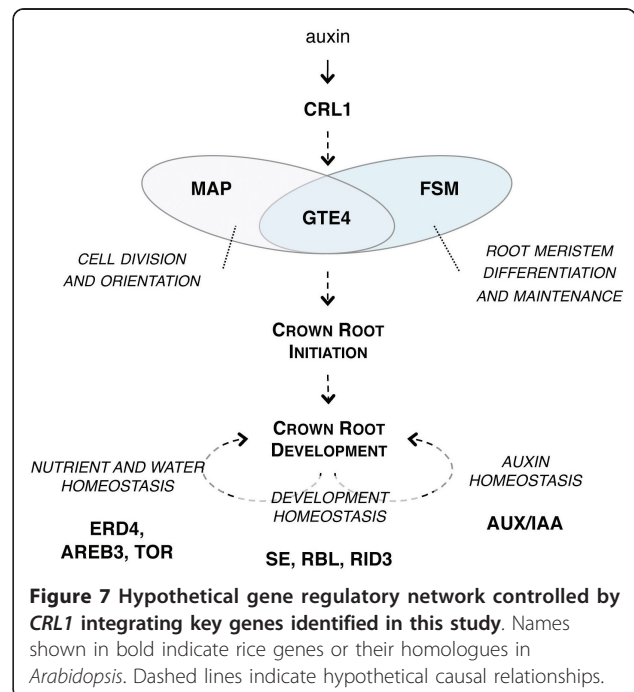 auxin
CRL1
MAP
FSM
GTE4
CELL DIVISION
AND ORIENTATION
ROOT MERISTEM
DIFFERENTIATION
AND MAINTENANCE
CROWN ROOT
INITIATION
CROWN ROOT
DEVELOPMENT
NUTRIENT AND WATER
HOMEOSTASIS
ERD4,
AREB3, TOR
DEVELOPMENT
HOMEOSTASIS
SE, RBL, RID3
AUXIN
HOMEOSTASIS
AUX/IAA
Figure 7 Hypothetical gene regulatory network controlled by
CRL1 integrating key genes identified in this study. Names
shown in bold indicate rice genes or their homologues in
Arabidopsis. Dashed lines indicate hypothetical causal relationships.